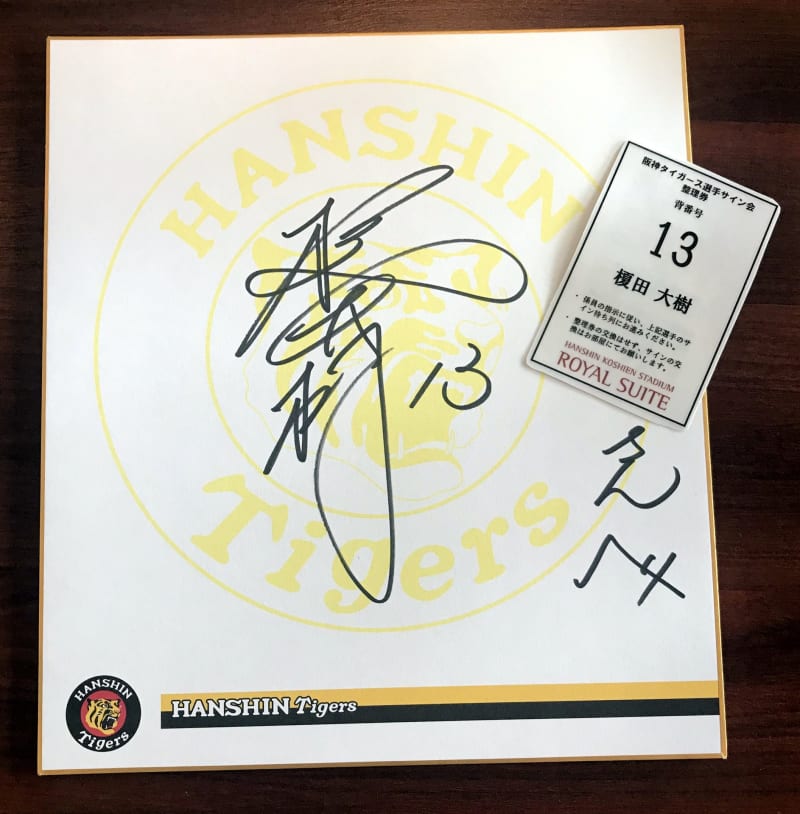 HANSHIN
Tigers
13
阪神タイガース選手サイン会
整理券
背番号
13
榎田 大樹
・係員の指示に従い、上記選手のサ
イン待ち列にお進みください。
・整理券の交換はせず、サインの交
換はお部屋にてお願いします。
HANSHIN KOSHIEN STADIUM
ROYAL SUITE
HANSHIN
Tigers
HANSHIN Tigers